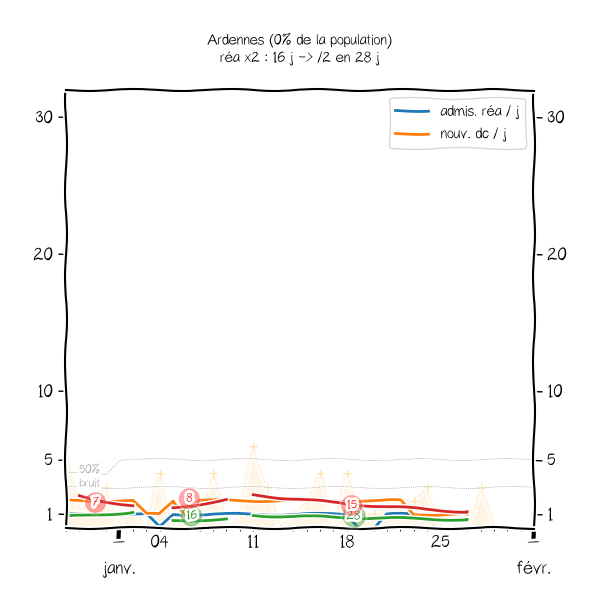 Ardennes (0% de la population)
réa x2 : 16 j -> /2 en 28 j
admis. réa / j
nouv. dc / j
30
30
20
20
10
10
5
5
50%
bruit
7
8
15
16
28
1
1
04
11
18
25
janv.
févr.